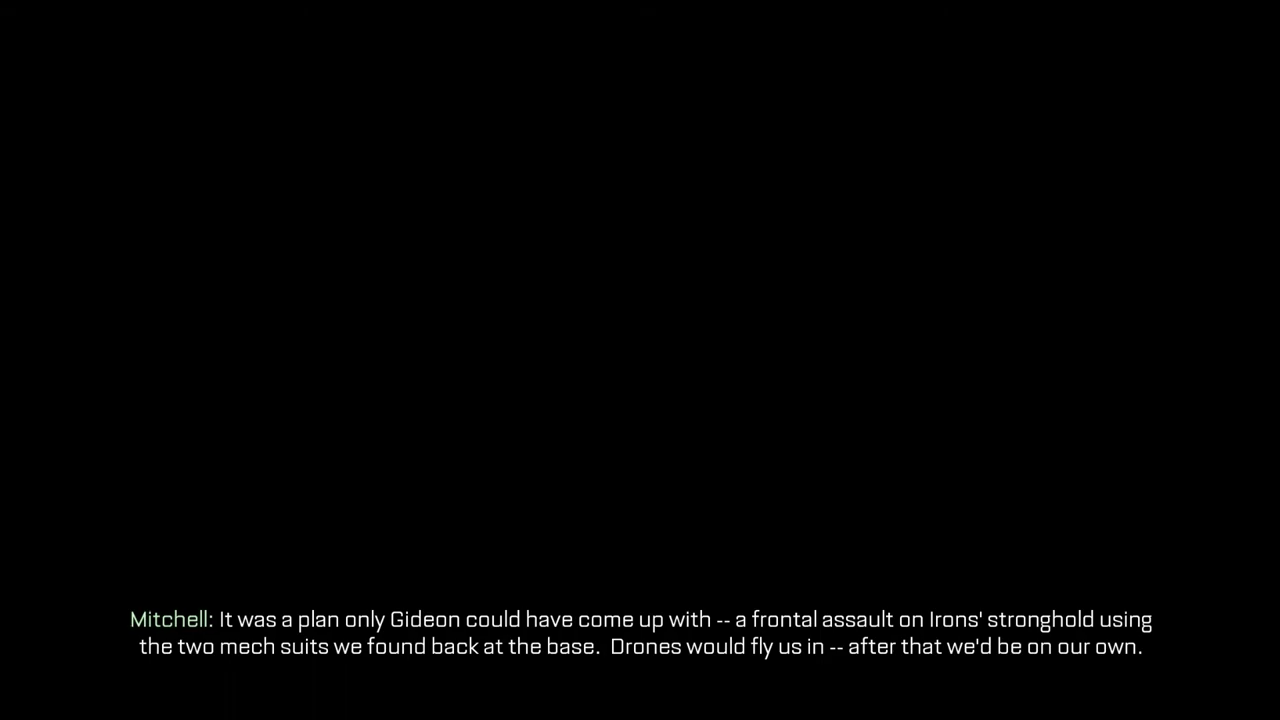 Mitchell: It was a plan only Gideon could have come up with -- a frontal assault on Irons' stronghold using
the two mech suits we found back at the base.  Drones would fly us in -- after that we'd be on our own.